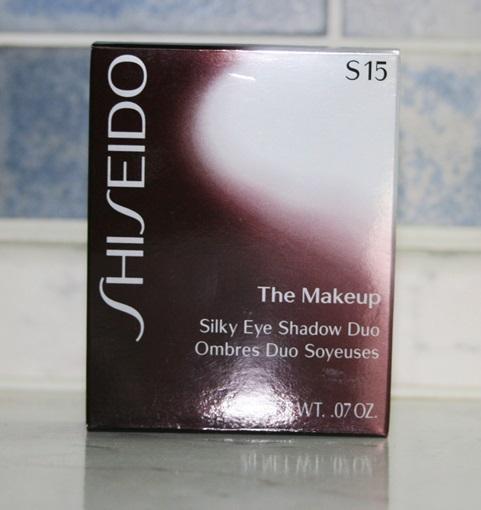 SHISEIDO
S15
The Makeup
Silky Eye Shadow Duo
Ombres Duo Soyeuses
WT. .07 OZ.